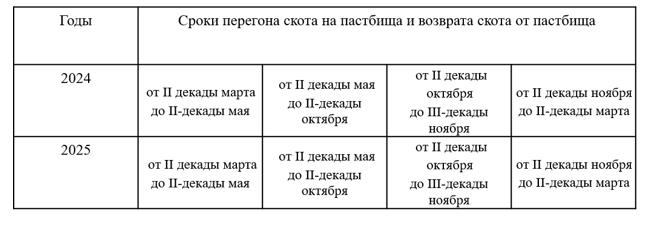 Годы
Сроки перегона скота на пастбища и возврата скота от пастбища
2024
от II декады марта
до II-декады мая
от II декады мая
до II-декады
октября
от II декады
октября
до III-декады
ноября
от II декады ноября
до II-декады марта
2025
от II декады марта
до II-декады мая
от II декады мая
до II-декады
октября
от II декады
октября
до III-декады
ноября
от II декады ноября
до II-декады марта